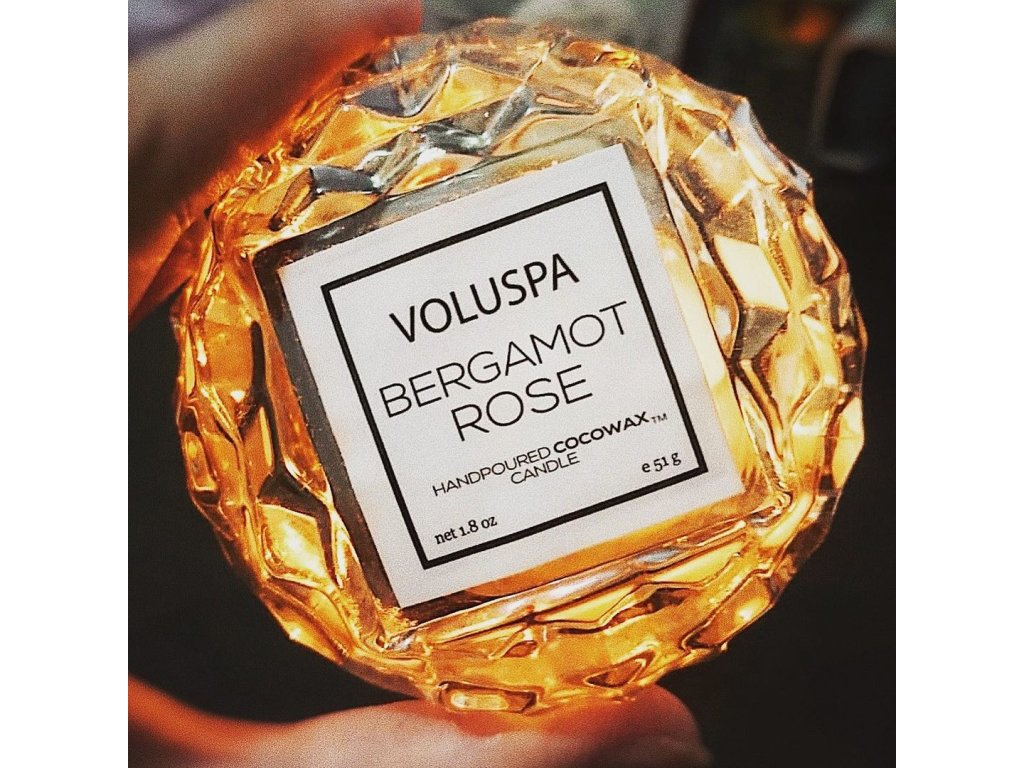 VOLUSPA
BERGAMOT
ROSE
HANDPOURED COCOWAX™
CANDLE
net 1.8 oz e 51 g